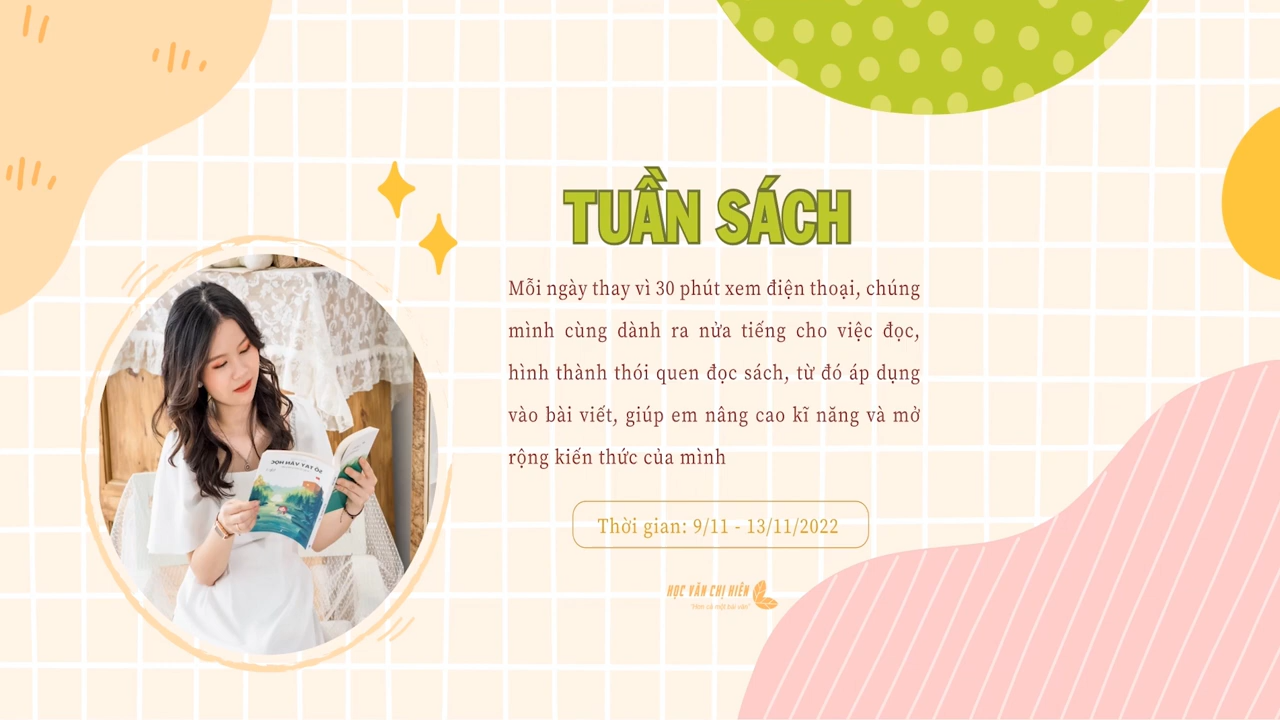 TUẦN SÁCH
Mỗi ngày thay vì 30 phút xem điện thoại, chúng
mình cùng dành ra nửa tiếng cho việc đọc,
hình thành thói quen đọc sách, từ đó áp dụng
vào bài viết, giúp em nâng cao kĩ năng và mở
rộng kiến thức của mình
Thời gian: 9/11 - 13/11/2022
HỌC VĂN CHỊ HIÊN